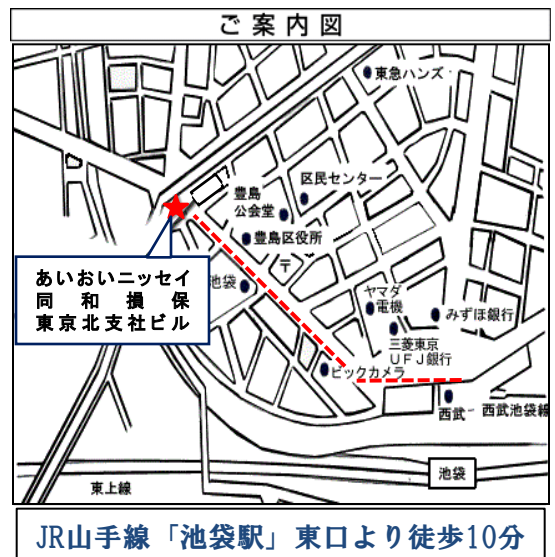 ご案内図
東急ハンズ
区民センター
豊島
公会堂
豊島区役所
〒
あいおいニッセイ
同和損保
東京北支社ビル
池袋
ヤマダ
電機
みずほ銀行
三菱東京
UFJ銀行
ビックカメラ
西武
西武池袋線
池袋
東上線
JR山手線「池袋駅」東口より徒歩10分